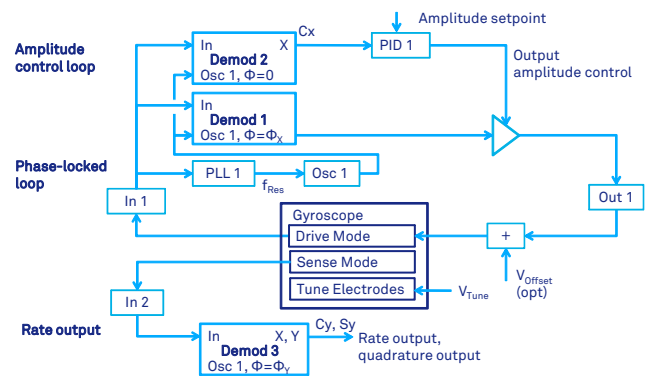 Amplitude setpoint
Amplitude
control loop
In X
Demod 2
Osc 1, Φ=0
Cx
PID 1
Output
amplitude control
In
Demod 1
Osc 1, Φ=ΦX
Phase-locked
loop
PLL 1
fRes
Osc 1
In 1
Out 1
Gyroscope
Drive Mode
Sense Mode
Tune Electrodes
+
VOffset
(opt)
VTune
In 2
Rate output
In X, Y
Demod 3
Osc 1, Φ=ΦY
Cy, Sy
Rate output,
quadrature output